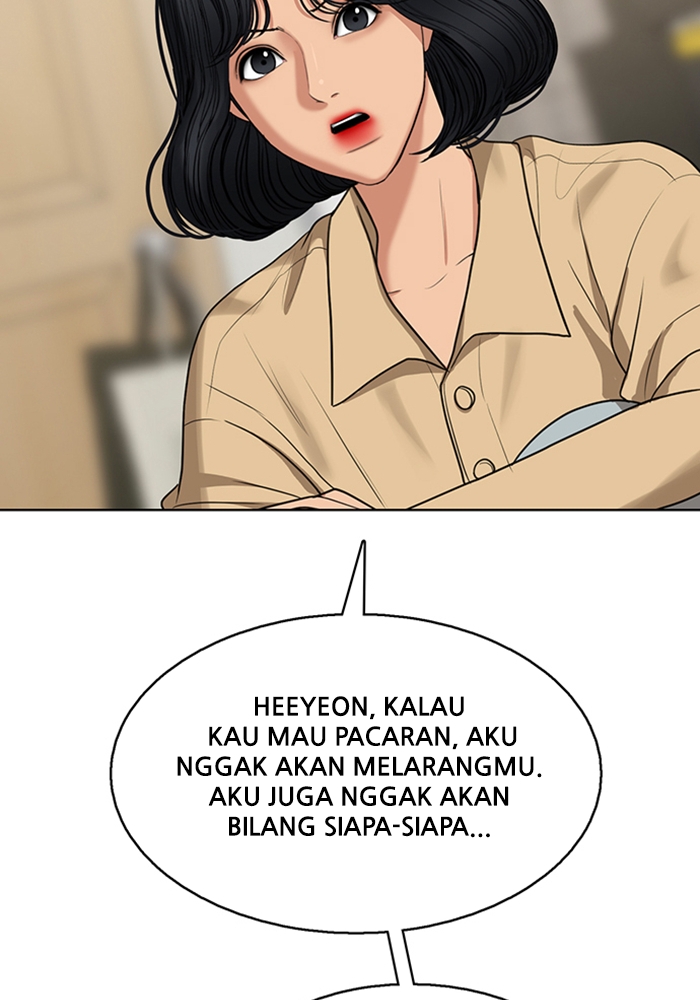 HEEYEON, KALAU
KAU MAU PACARAN, AKU
NGGAK AKAN MELARANGMU.
AKU JUGA NGGAK AKAN
BILANG SIAPA-SIAPA...